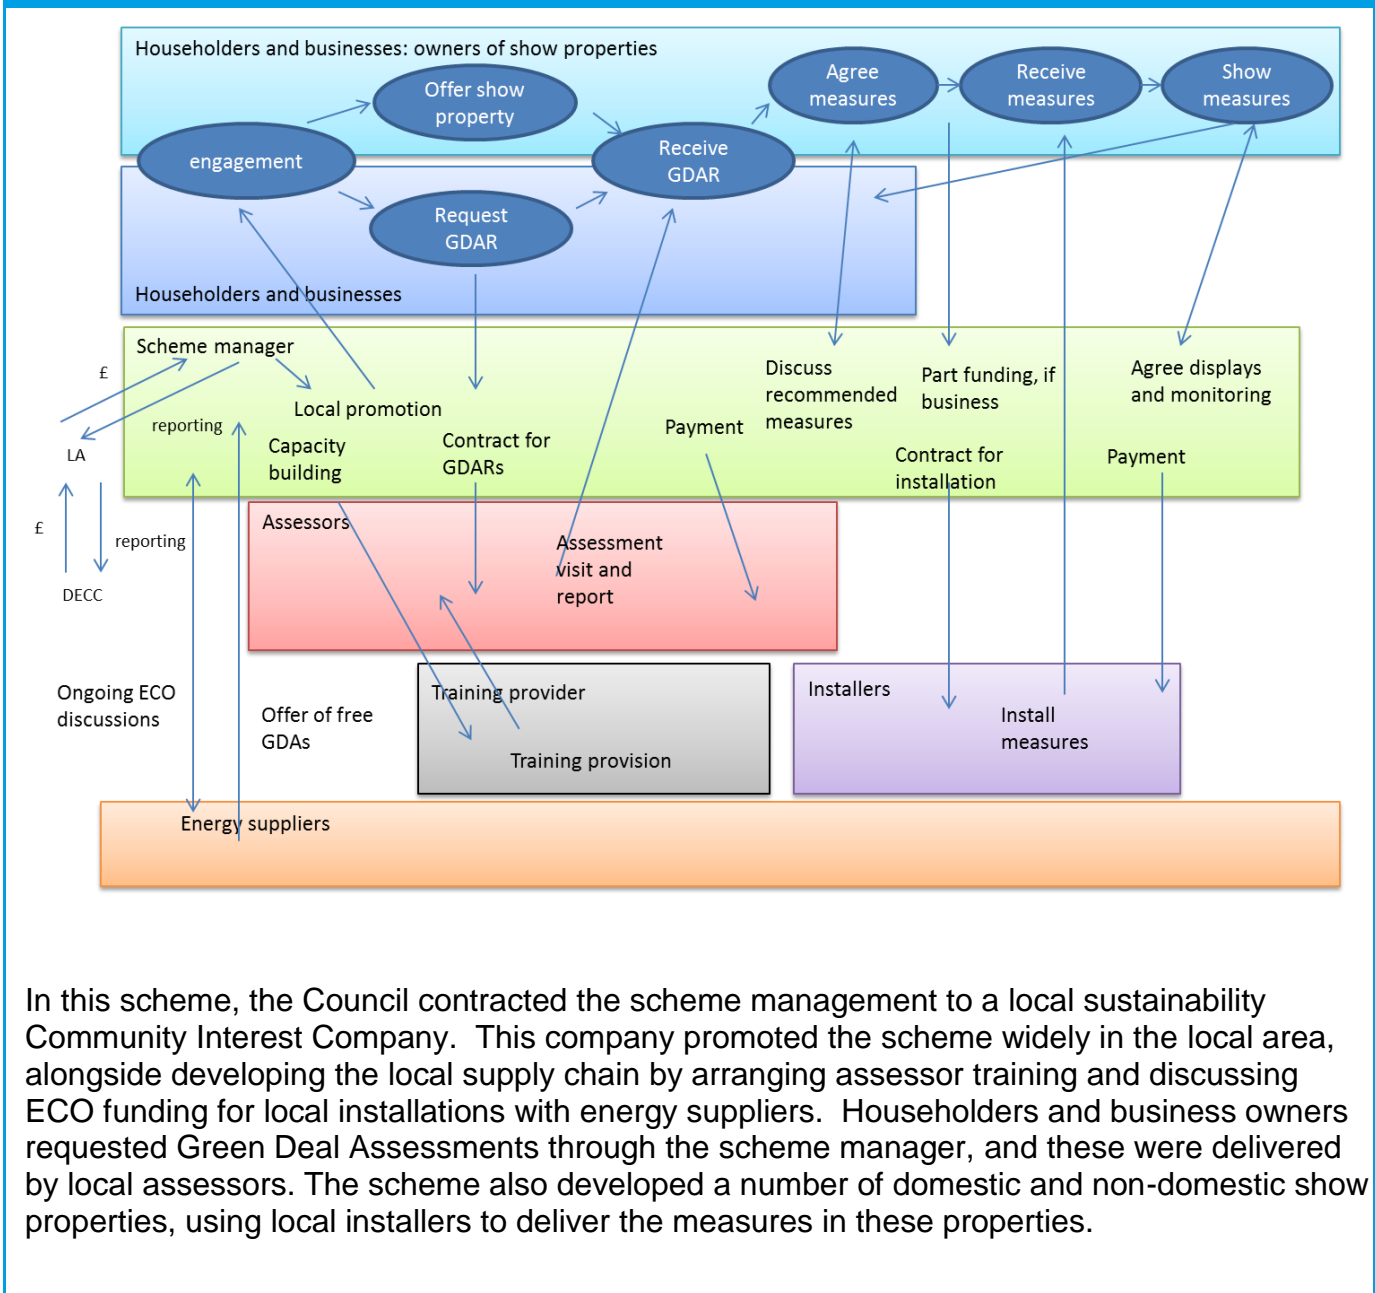 Householders and businesses: owners of show properties
Offer show
property
Agree
measures
Receive
measures
Show
measures
engagement
Receive
GDAR
Request
GDAR
Householders and businesses
Scheme manager
£
reporting
Local promotion
LA
Capacity
building
Contract for
GDARs
Payment
Discuss
recommended
measures
Part funding, if
business
Contract for
installation
Agree displays
and monitoring
Payment
£
reporting
DECC
Assessors
Assessment
visit and
report
Ongoing ECO
discussions
Offer of free
GDAs
Training provider
Training provision
Installers
Install
measures
Energy suppliers
In this scheme, the Council contracted the scheme management to a local sustainability
Community Interest Company.  This company promoted the scheme widely in the local area,
alongside developing the local supply chain by arranging assessor training and discussing
ECO funding for local installations with energy suppliers.  Householders and business owners
requested Green Deal Assessments through the scheme manager, and these were delivered
by local assessors. The scheme also developed a number of domestic and non-domestic show
properties, using local installers to deliver the measures in these properties.